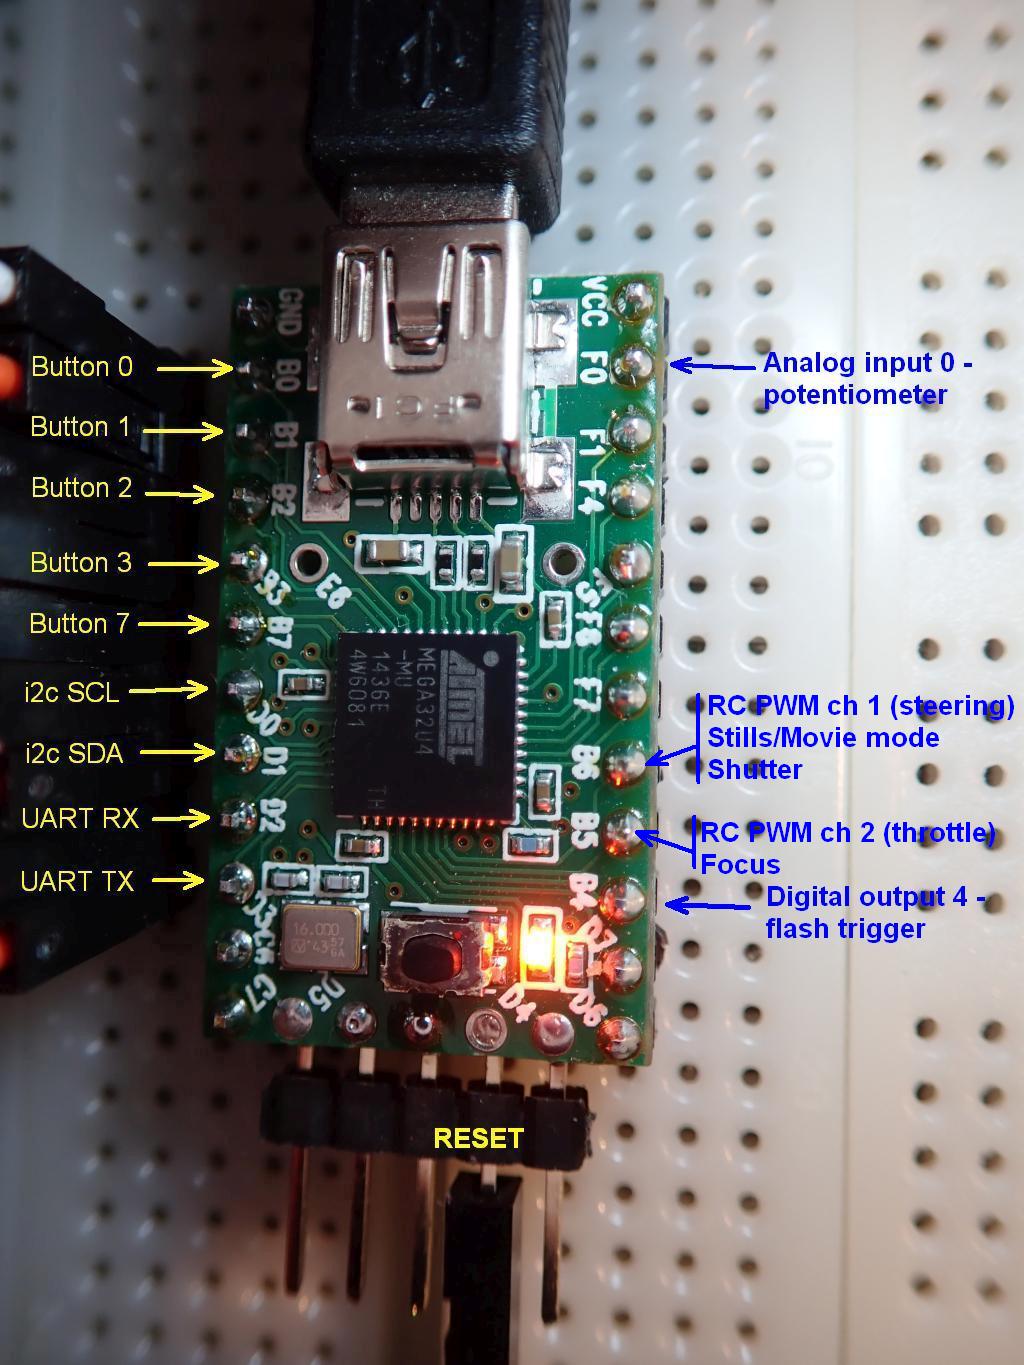 GND
VCC
Button 0
B0
F0
Analog input 0 -
potentiometer
Button 1
B1
F1
Button 2
B2
F4
Button 3
B3
E6
F5
Button 7
B7
F6
ATMEL
MEGA32U4
-MU
1436E
4W6081
TH
i2c SCL
D0
F7
RC PWM ch 1 (steering)
Stills/Movie mode
Shutter
i2c SDA
D1
B6
UART RX
D2
B5
RC PWM ch 2 (throttle)
Focus
UART TX
D3
B4
Digital output 4 -
flash trigger
16.000
D7
C6
C7
D5
D4
D6
RESET